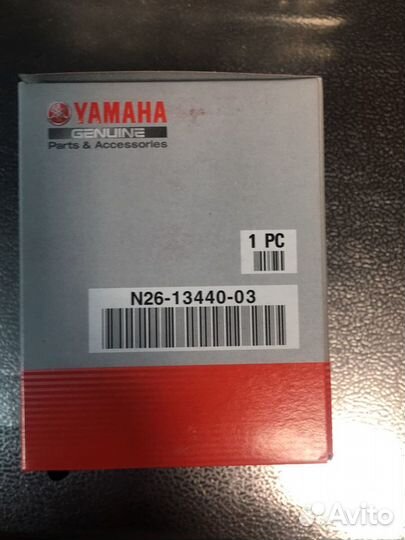 YAMAHA
GENUINE
Parts & Accessories
1 PC
N26-13440-03
Avito